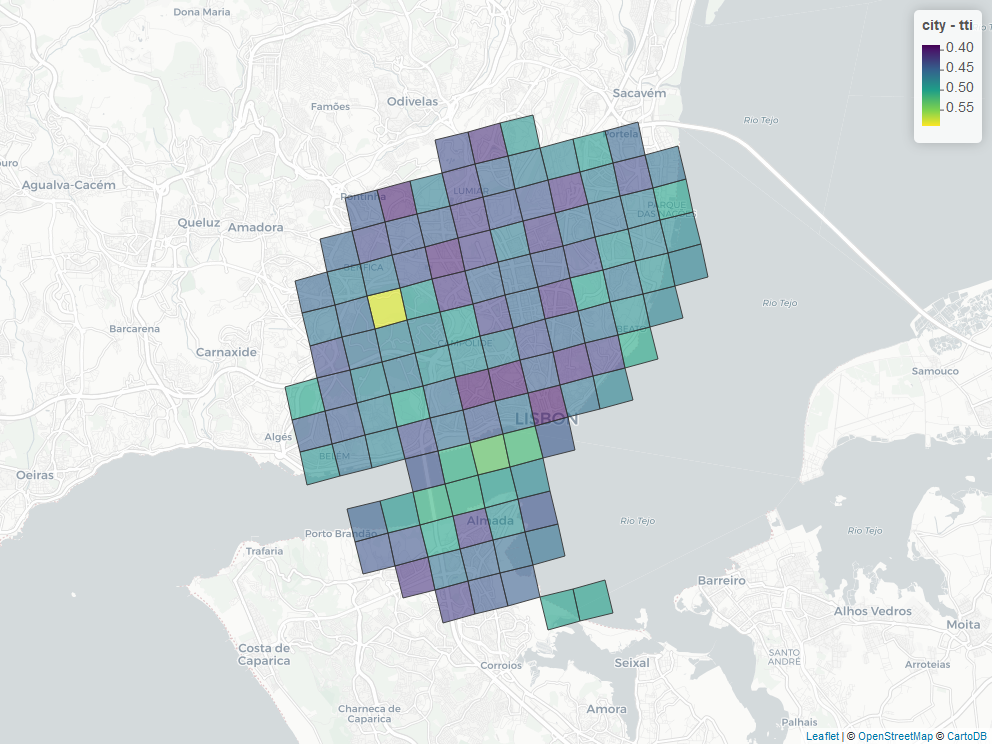 Dona Maria
city - tti
0.40
0.45
0.50
0.55
Sacavém
Famões
Odivelas
Rio Tejo
Portela
Agualva-Cacém
Pontinha
LUMIAR
PARQUE
DAS NAÇÕES
Queluz
Amadora
BENFICA
Rio Tejo
Barcarena
BEATO
CAMPOLIDE
Carnaxide
Samouco
LISBON
Algés
BELÉM
Oeiras
Almada
Rio Tejo
Porto Brandão
Rio Tejo
Trafaria
Barreiro
Alhos Vedros
Moita
Costa de
Caparica
SANTO
ANDRÉ
Corroios
Seixal
Arroteias
Charneca de
Caparica
Amora
Palhais
Leaflet | © OpenStreetMap © CartoDB